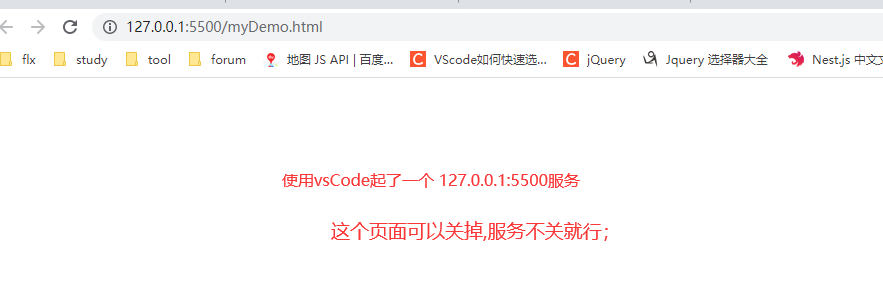 127.0.0.1:5500/myDemo.html
flx study tool forum 地图 JS API | 百度... VScode如何快速选... jQuery Jquery 选择器大全 Nest.js 中文文
使用vsCode起了一个 127.0.0.1:5500服务
这个页面可以关掉,服务不关就行；